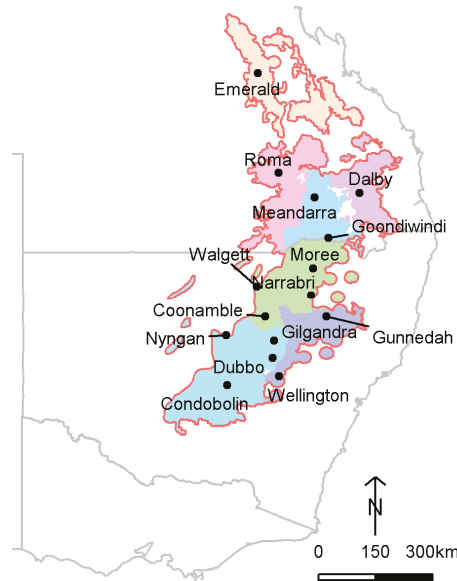 Emerald
Roma
Dalby
Meandarra
Goondiwindi
Walgett
Moree
Narrabri
Coonamble
Nyngan
Gilgandra
Gunnedah
Dubbo
Wellington
Condobolin
N
0 150 300km